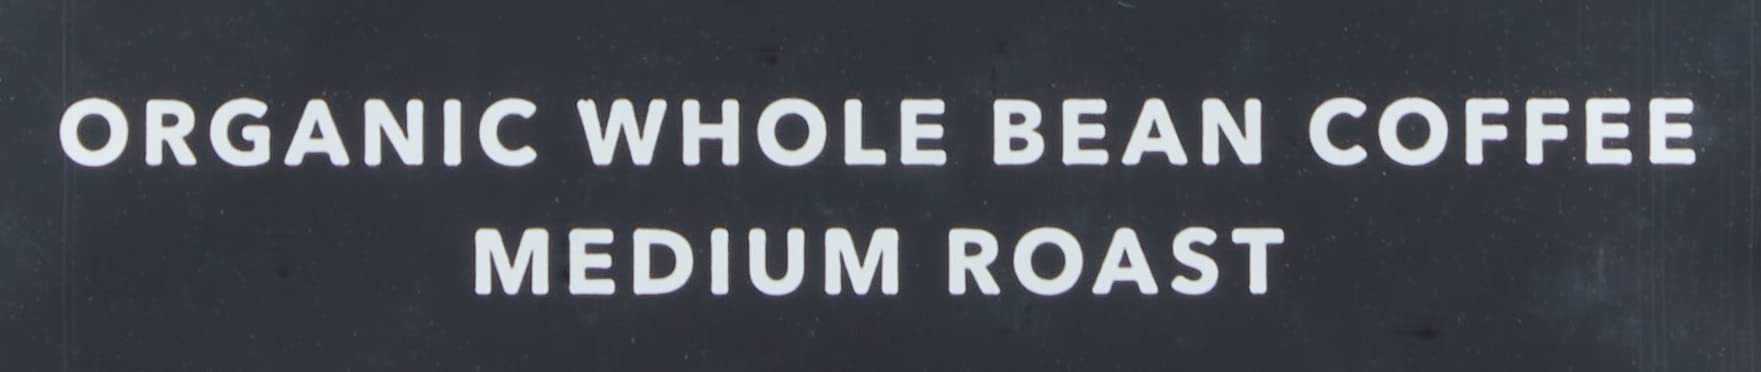 ORGANIC WHOLE BEAN COFFEE
MEDIUM ROAST